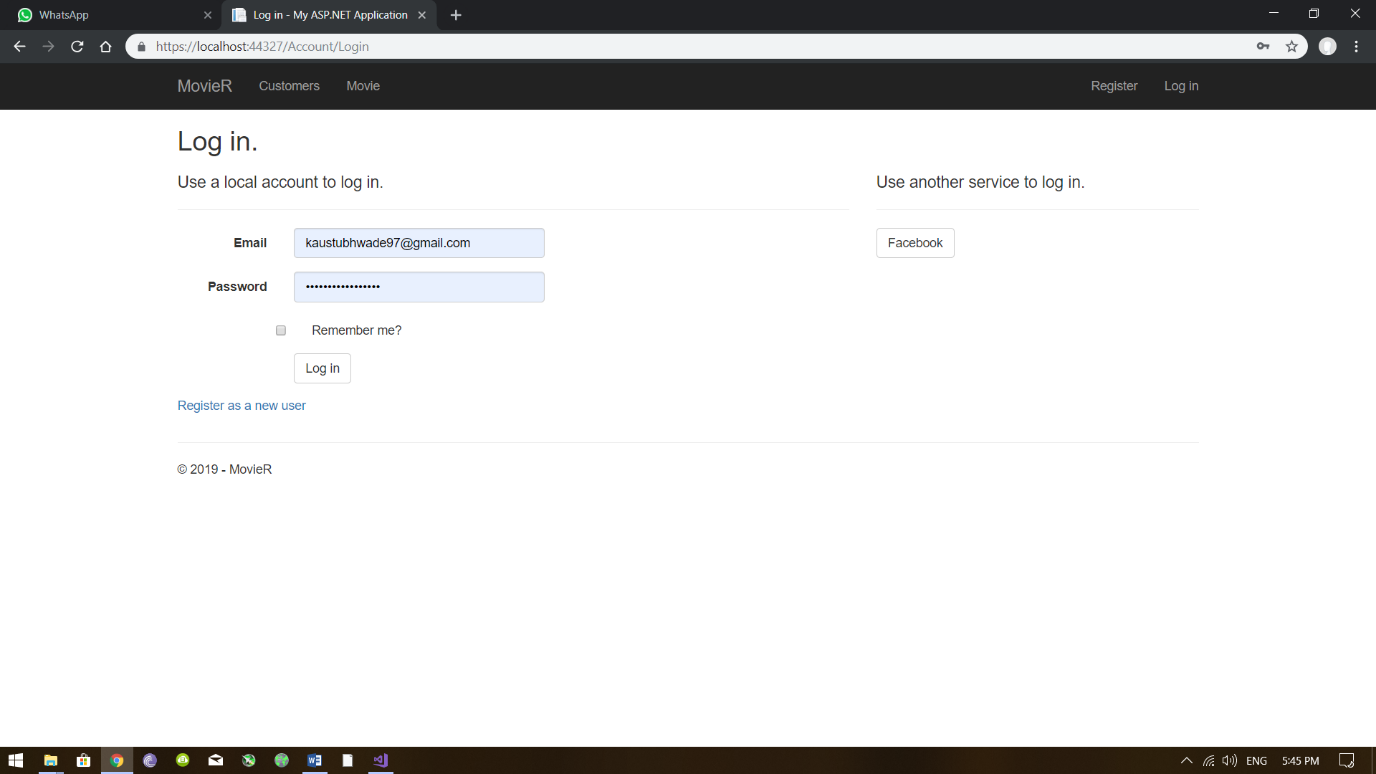 WhatsApp
Log in - My ASP.NET Application
https://localhost:44327/Account/Login
MovieR Customers Movie Register Log in
Log in.
Use a local account to log in. Use another service to log in.
Email kaustubhwade97@gmail.com Facebook
Password •••••••••••••••••
Remember me?
Log in
Register as a new user
© 2019 - MovieR
ENG 5:45 PM